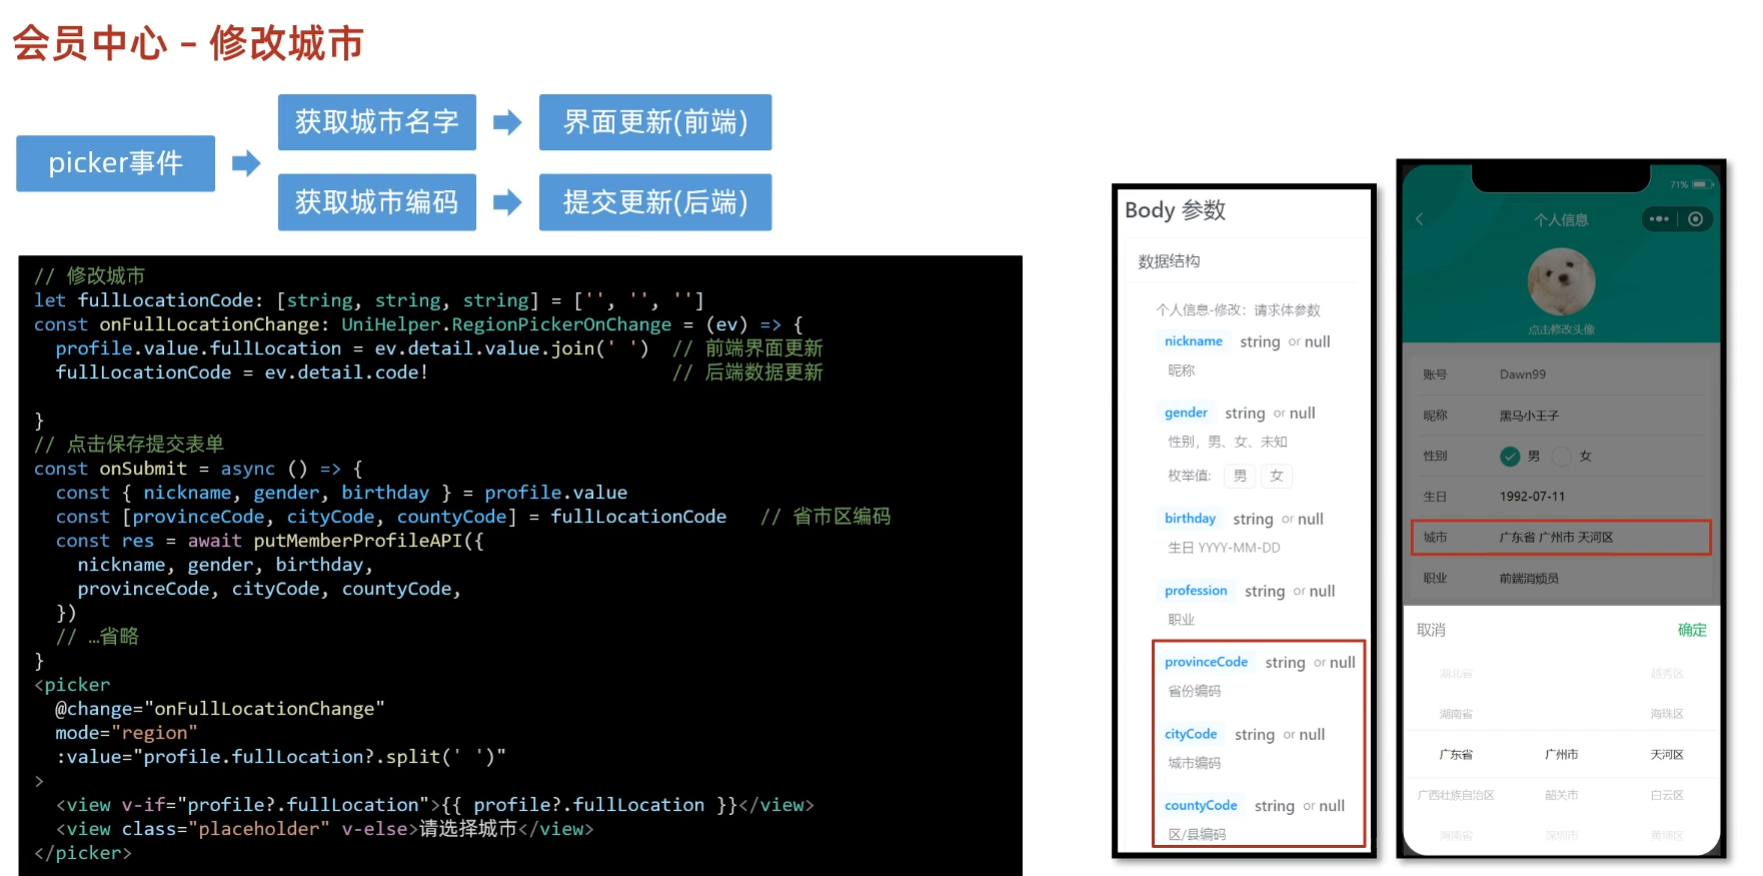 会员中心 – 修改城市
picker事件
获取城市名字
界面更新(前端)
获取城市编码
提交更新(后端)
// 修改城市
let fullLocationCode: [string, string, string] = ['', '', '']
const onFullLocationChange: UniHelper.RegionPickerOnChange = (ev) => {
  profile.value.fullLocation = ev.detail.value.join(' ')  // 前端界面更新
  fullLocationCode = ev.detail.code!                      // 后端数据更新
}
// 点击保存提交表单
const onSubmit = async () => {
  const { nickname, gender, birthday } = profile.value
  const [provinceCode, cityCode, countyCode] = fullLocationCode   // 省市区编码
  const res = await putMemberProfileAPI({
    nickname, gender, birthday,
    provinceCode, cityCode, countyCode,
  })
  // …省略
}
<picker
  @change="onFullLocationChange"
  mode="region"
  :value="profile.fullLocation?.split(' ')"
>
  <view v-if="profile?.fullLocation">{{ profile?.fullLocation }}</view>
  <view class="placeholder" v-else>请选择城市</view>
</picker>
Body 参数
数据结构
个人信息-修改：请求体参数
nickname string or null
昵称
gender string or null
性别，男、女、未知
枚举值: 男 女
birthday string or null
生日 YYYY-MM-DD
profession string or null
职业
provinceCode string or null
省份编码
cityCode string or null
城市编码
countyCode string or null
区/县编码
71%
个人信息
点击修改头像
账号 Dawn99
昵称 黑马小王子
性别 男 女
生日 1992-07-11
城市 广东省 广州市 天河区
职业 前端消烦员
取消 确定
湖北省 越秀区
湖南省 海珠区
广东省 广州市 天河区
广西壮族自治区 韶关市 白云区
海南省 深圳市 黄埔区